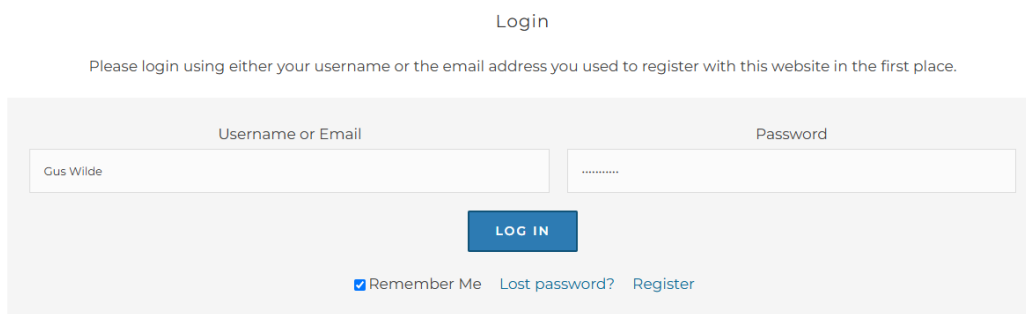 Login
Please login using either your username or the email address you used to register with this website in the first place.
Username or Email
Password
Gus Wilde
...........
LOG IN
Remember Me Lost password? Register